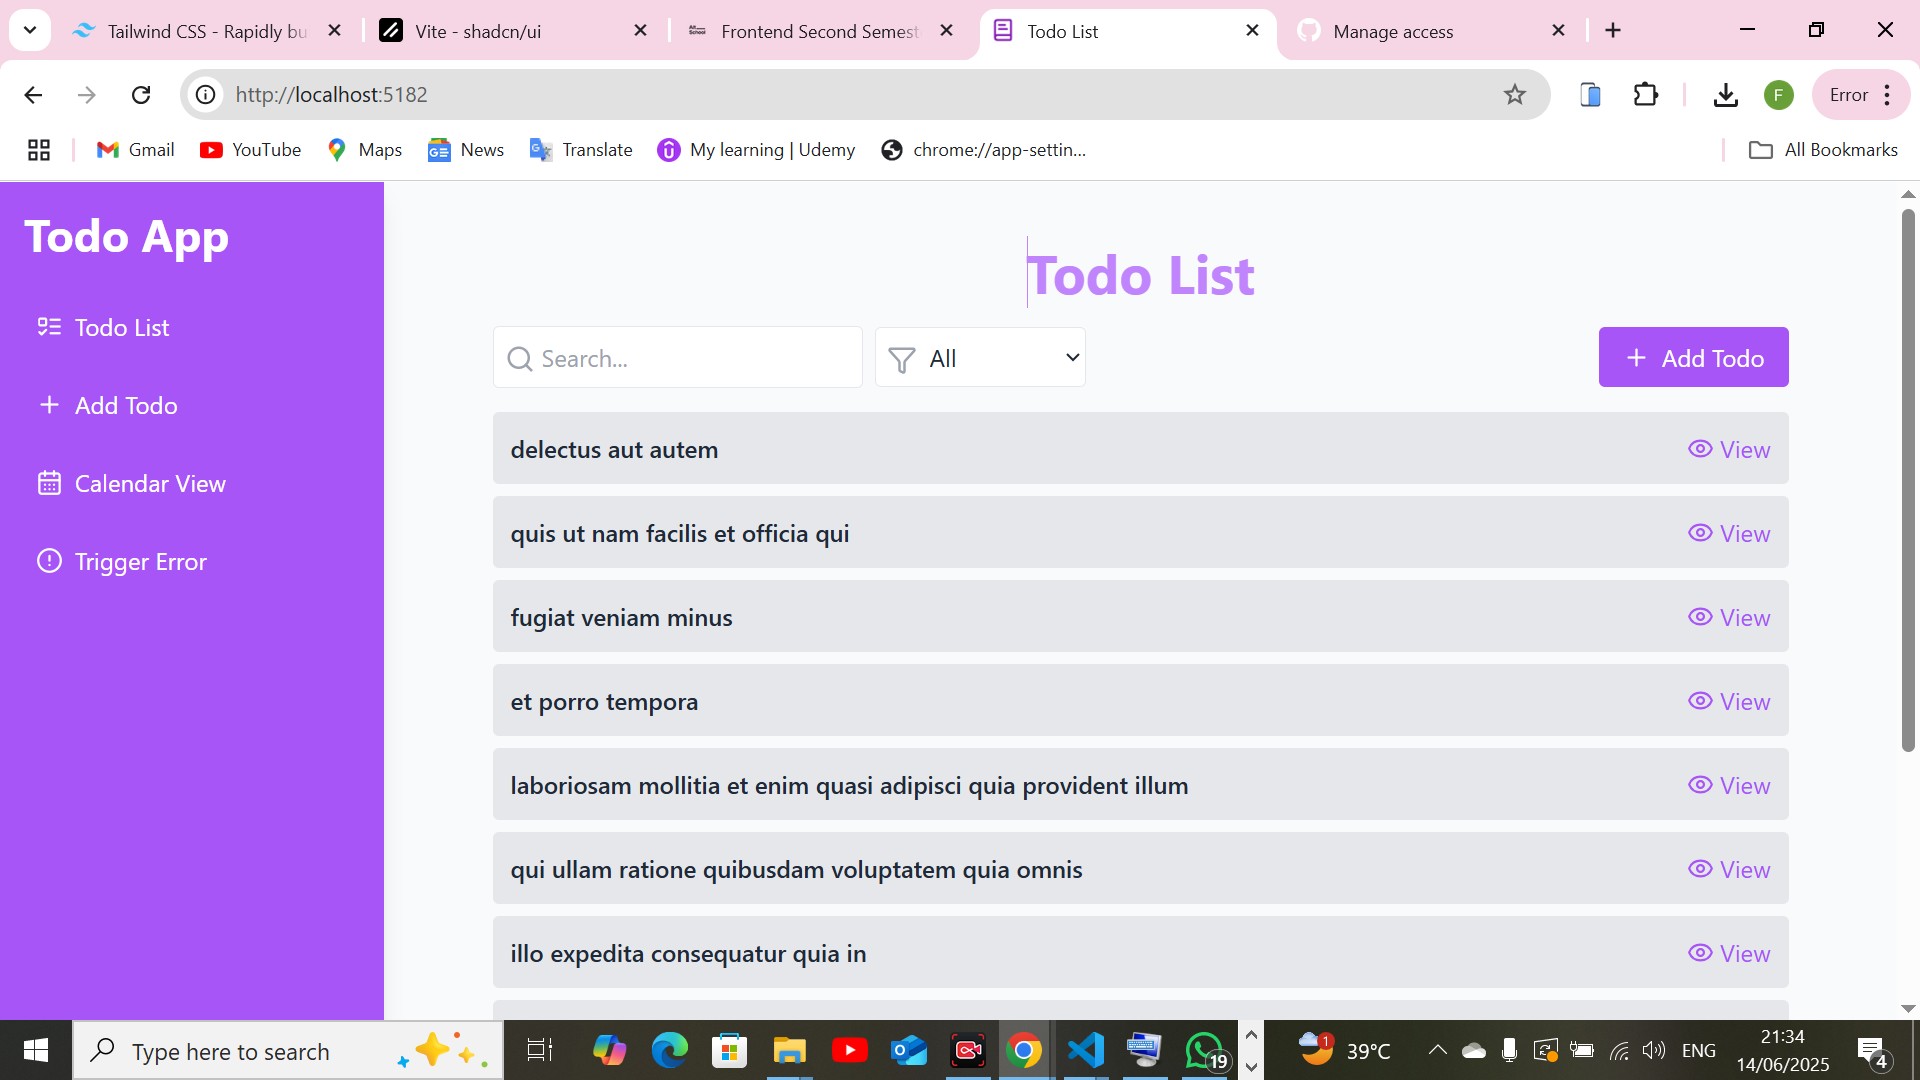 Tailwind CSS - Rapidly bu
Vite - shadcn/ui
Frontend Second Semest
Todo List
Manage access
http://localhost:5182
F
Error
Gmail
YouTube
Maps
News
Translate
My learning | Udemy
chrome://app-settin...
All Bookmarks
Todo App
Todo List
Add Todo
Calendar View
Trigger Error
Todo List
Search...
All
Add Todo
delectus aut autem
View
quis ut nam facilis et officia qui
View
fugiat veniam minus
View
et porro tempora
View
laboriosam mollitia et enim quasi adipisci quia provident illum
View
qui ullam ratione quibusdam voluptatem quia omnis
View
illo expedita consequatur quia in
View
Type here to search
19
1
39°C
ENG
21:34
14/06/2025
4